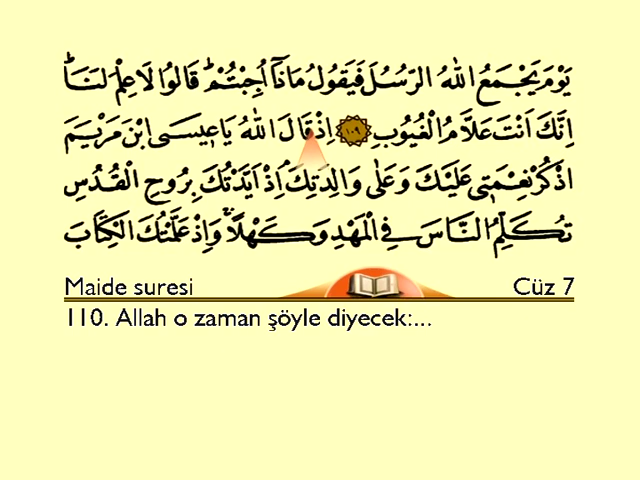 يَوْمَ يَجْمَعُ اللّٰهُ الرُّسُلَ فَيَقُولُ مَاذَٓا اُجِبْتُمْۜ قَالُوا لَا عِلْمَ لَنَاۜ
اِنَّكَ اَنْتَ عَلَّامُ الْغُيُوبِ ﴿١٠٩﴾ اِذْ قَالَ اللّٰهُ يَا ع۪يسَى ابْنَ مَرْيَمَ
اذْكُرْ نِعْمَت۪ي عَلَيْكَ وَعَلٰى وَالِدَتِكَۢ اِذْ اَيَّدْتُكَ بِرُوحِ الْقُدُسِ
تُكَلِّمُ النَّاسَ فِي الْمَهْدِ وَكَهْلًاۚ وَاِذْ عَلَّمْتُكَ الْكِتَابَ
Maide suresi Cüz 7
110. Allah o zaman şöyle diyecek:...